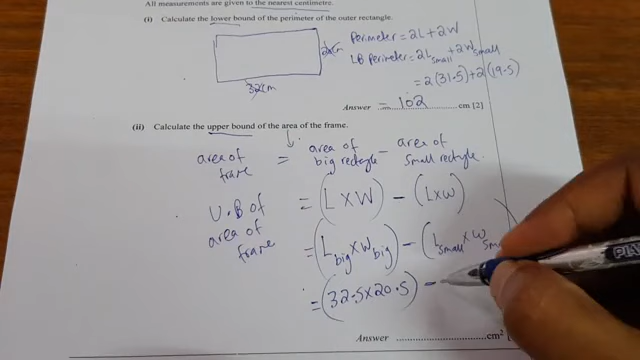 All measurements are given to the nearest centimetre.
(i) Calculate the lower bound of the perimeter of the outer rectangle.
Perimeter = 2L + 2W
LB Perimeter = 2L small + 2W small
= 2(31.5) + 2(19.5)
32cm
Answer = 102 cm [2]
(ii) Calculate the upper bound of the area of the frame.
area of frame = area of big rectangle - area of small rectangle.
U.B of area of frame = (L x W) - (L x W)
= (L big x W big) - (L small x W
= (32.5 x 20.5) -
Answer cm²